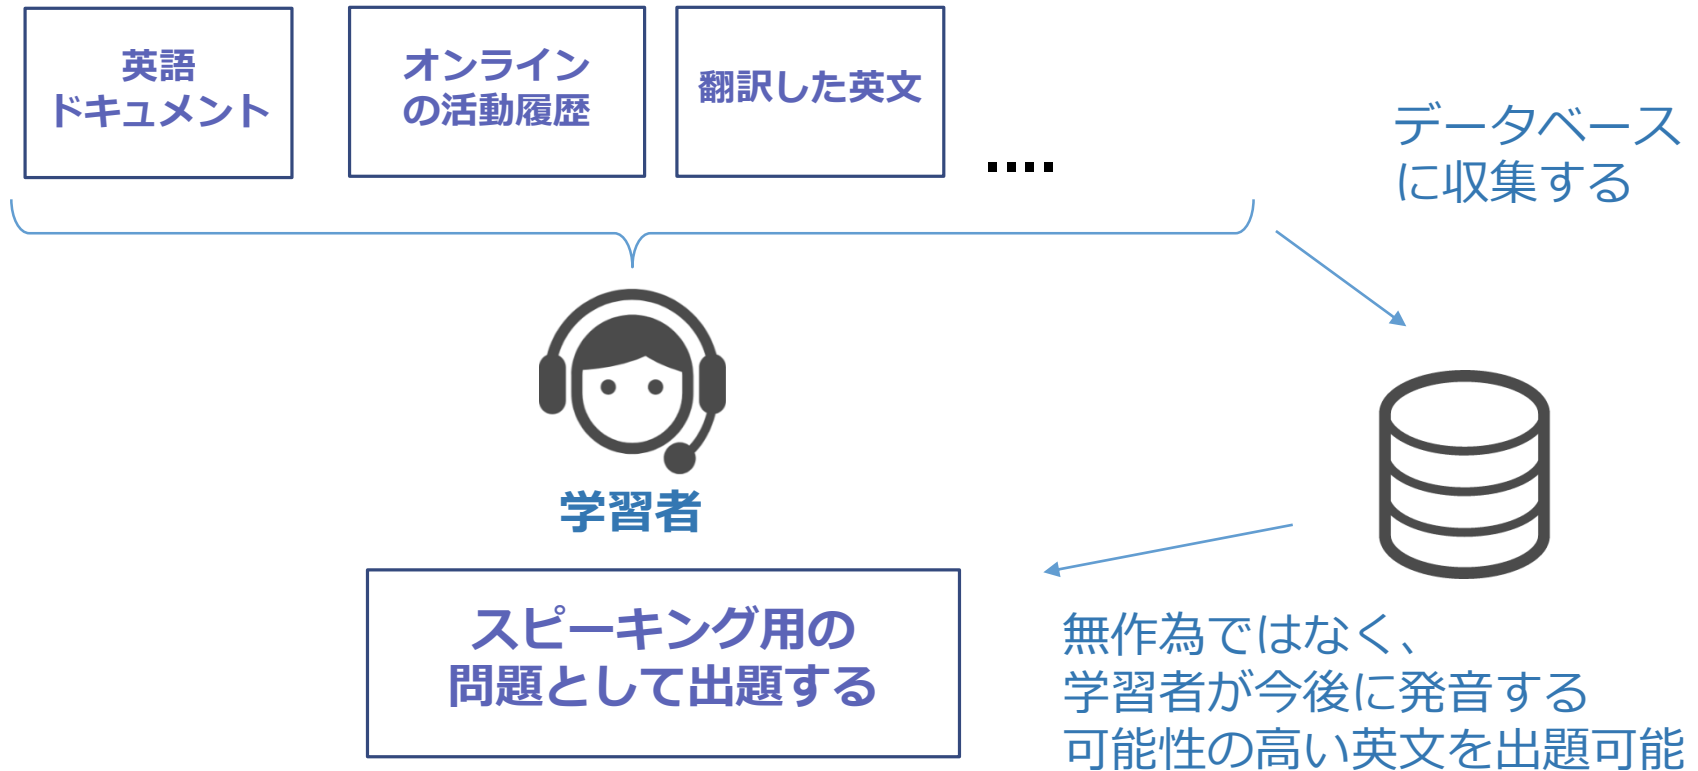 英語
ドキュメント
オンライン
の活動履歴
翻訳した英文
....
データベース
に収集する
学習者
スピーキング用の
問題として出題する
無作為ではなく、
学習者が今後に発音する
可能性の高い英文を出題可能